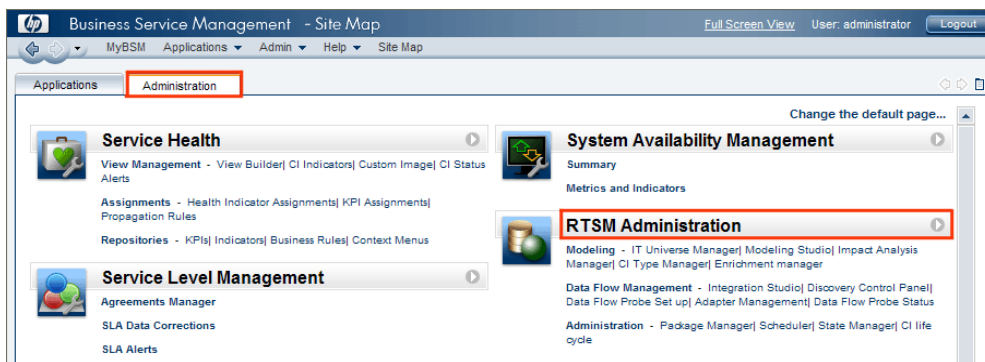 hp Business Service Management - Site Map Full Screen View User: administrator Logout
MyBSM Applications Admin Help Site Map
Applications Administration
Change the default page...
Service Health
View Management - View Builder| CI Indicators| Custom Image| CI Status
Alerts
Assignments - Health Indicator Assignments| KPI Assignments|
Propagation Rules
Repositories - KPIs| Indicators| Business Rules| Context Menus
Service Level Management
Agreements Manager
SLA Data Corrections
SLA Alerts
System Availability Management
Summary
Metrics and Indicators
RTSM Administration
Modeling - IT Universe Manager| Modeling Studio| Impact Analysis
Manager| CI Type Manager| Enrichment manager
Data Flow Management - Integration Studio| Discovery Control Panel|
Data Flow Probe Set up| Adapter Management| Data Flow Probe Status
Administration - Package Manager| Scheduler| State Manager| CI life
cycle